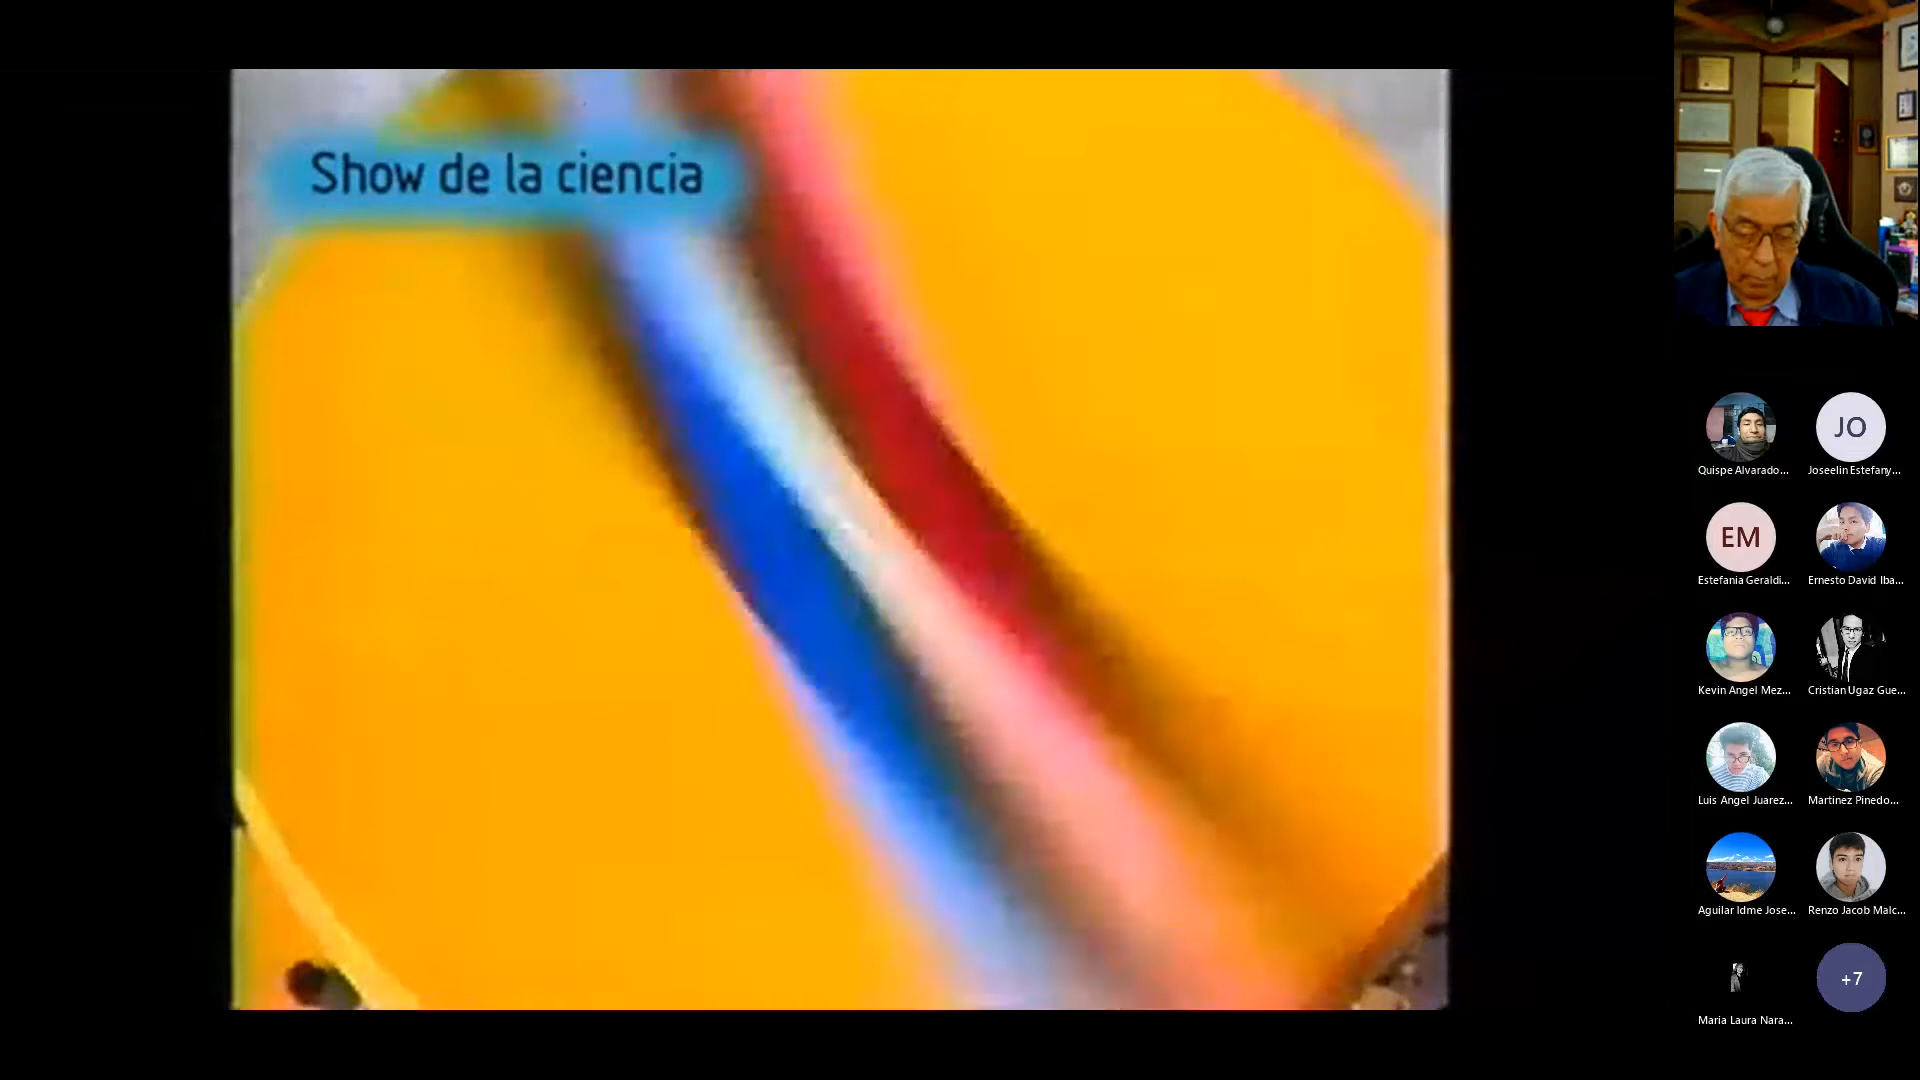 Show de la ciencia
Quispe Alvarado...
JO
Joseelin Estefany...
EM
Estefania Geraldi...
Ernesto David Iba...
Kevin Angel Mez...
Cristian Ugaz Gue...
Luis Angel Juarez...
Martinez Pinedo...
Aguilar Idme Jose...
Renzo Jacob Malc...
Maria Laura Nara...
+7